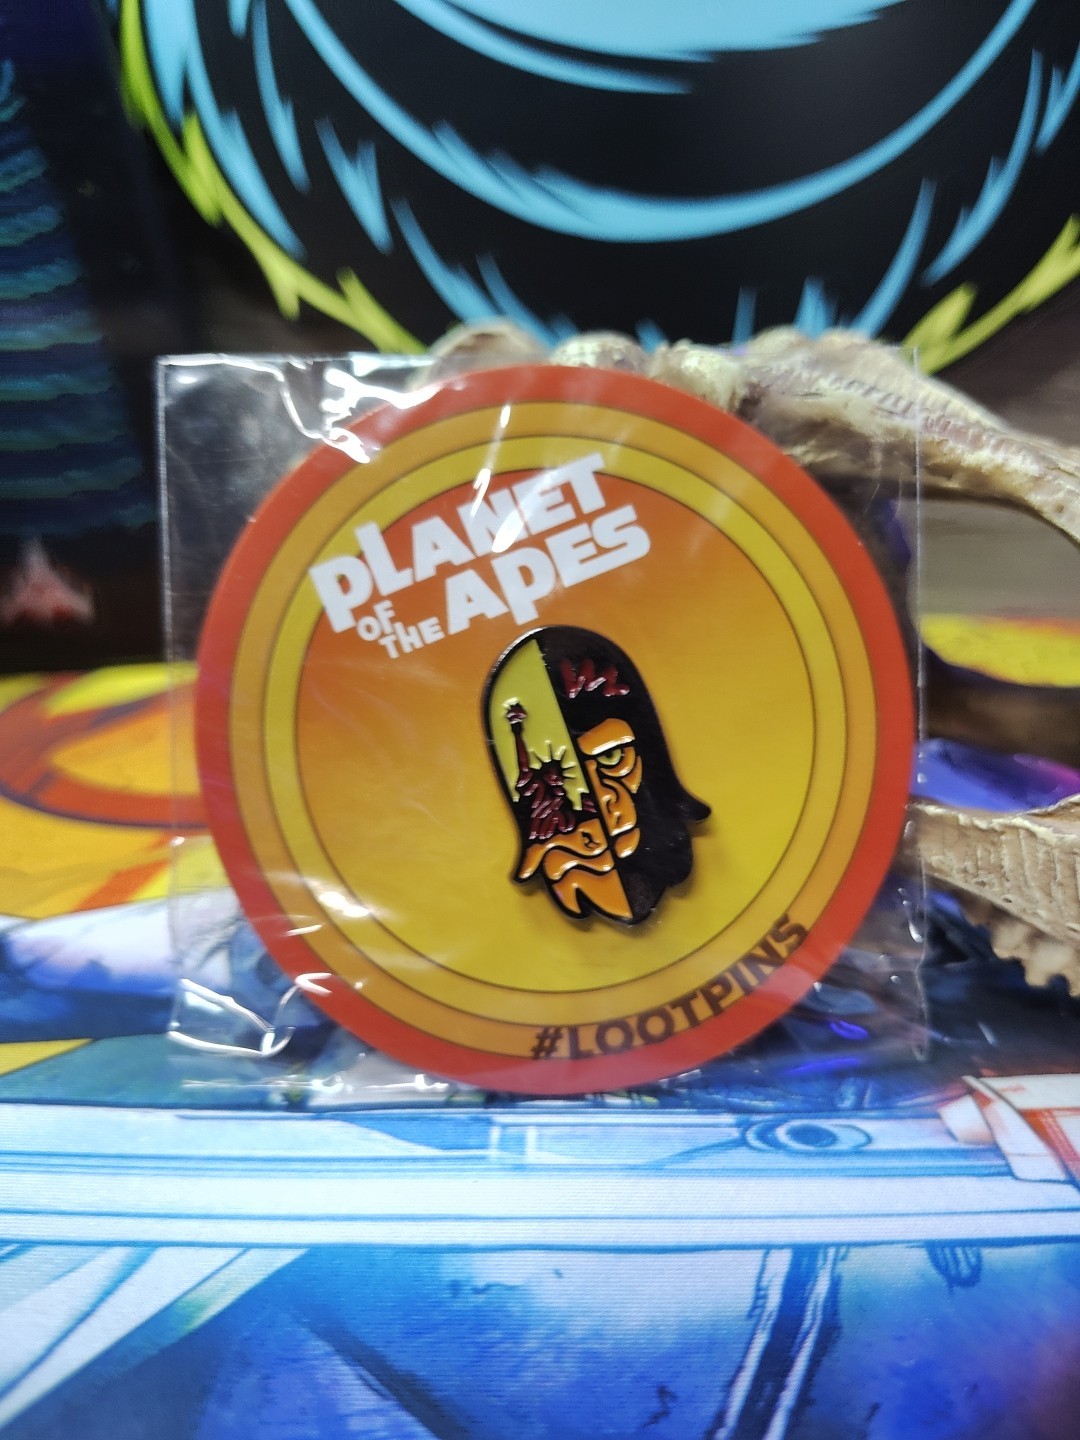 PLANET
OF THE APES
#LOOTPINS